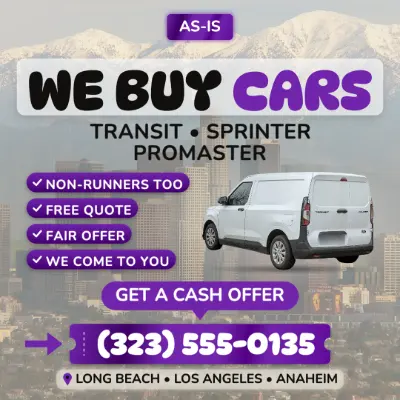 AS-IS
WE BUY CARS
TRANSIT • SPRINTER
PROMASTER
NON-RUNNERS TOO
FREE QUOTE
FAIR OFFER
WE COME TO YOU
GET A CASH OFFER
(323) 555-0135
LONG BEACH • LOS ANGELES • ANAHEIM